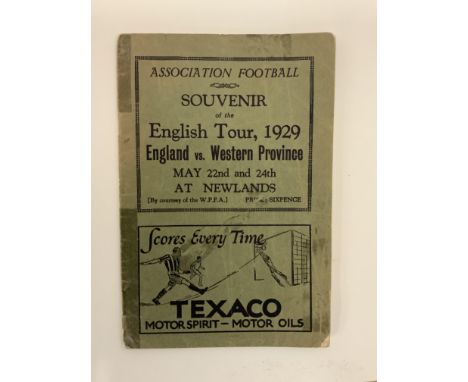 ASSOCIATION FOOTBALL
SOUVENIR
of the
English Tour, 1929
England vs. Western Province
MAY 22nd and 24th
AT NEWLANDS
[By courtesy of the W.P.F.A.] PRICE: SIXPENCE
Scores Every Time
TEXACO
MOTOR SPIRIT — MOTOR OILS